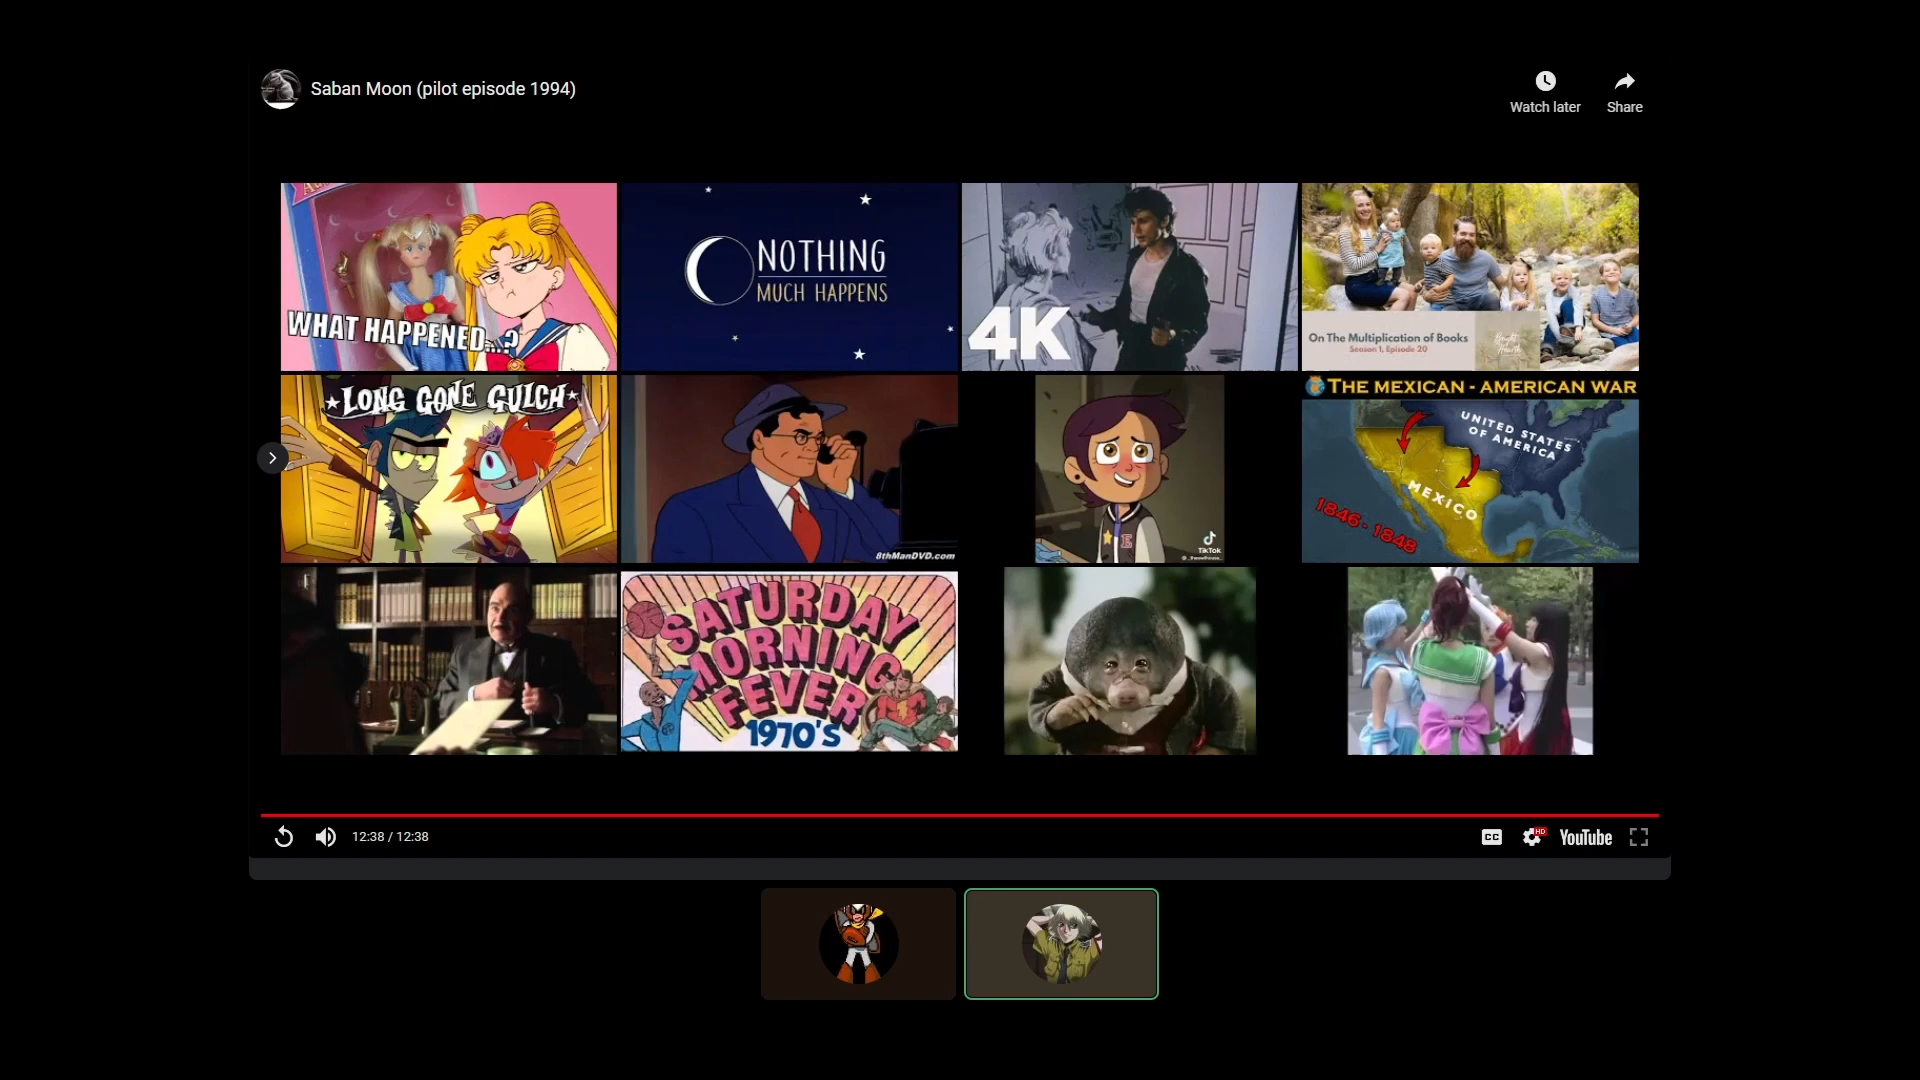 Saban Moon (pilot episode 1994)
Watch later
Share
WHAT HAPPENED...?
NOTHING
MUCH HAPPENS
4K
On The Multiplication of Books
Season 1, Episode 20
Bright
Hearth
LONG GONE GULCH
8thManDVD.com
E
TikTok
THE MEXICAN - AMERICAN WAR
UNITED STATES
OF AMERICA
MEXICO
1846 - 1848
SATURDAY
MORNING
FEVER
1970'S
12:38 / 12:38
CC
HD
YouTube